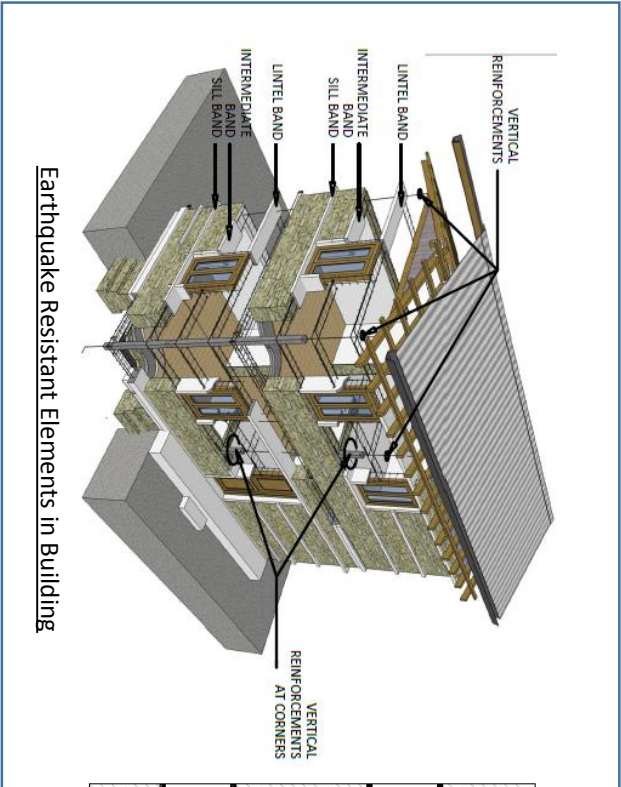 VERTICAL
REINFORCEMENTS
LINTEL BAND
INTERMEDIATE
BAND
SILL BAND
LINTEL BAND
INTERMEDIATE
BAND
SILL BAND
VERTICAL
REINFORCEMENTS
AT CORNERS
Earthquake Resistant Elements in Building